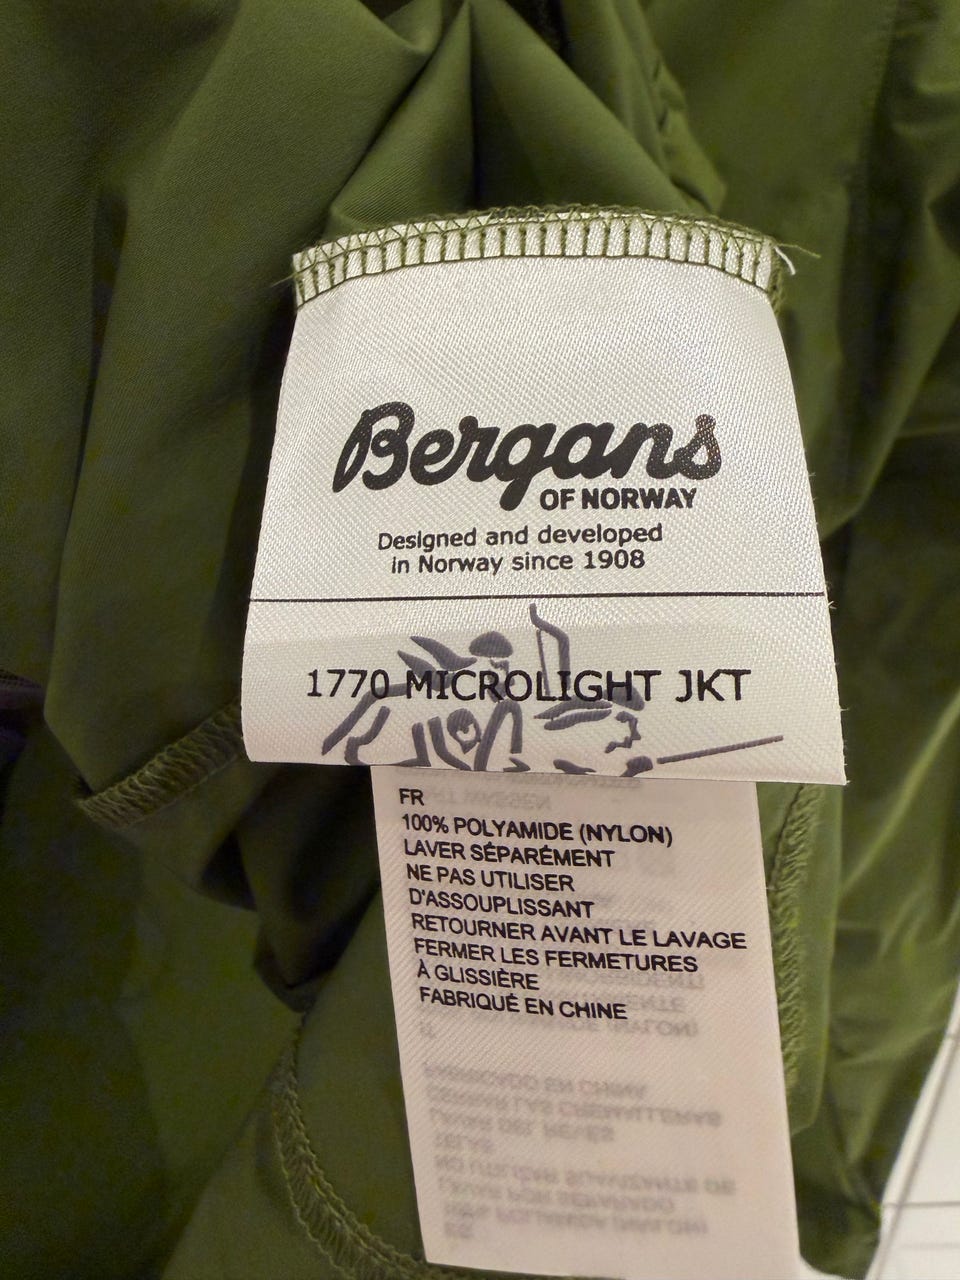 Bergans
OF NORWAY
Designed and developed
in Norway since 1908
1770 MICROLIGHT JKT
FR
100% POLYAMIDE (NYLON)
LAVER SÉPARÉMENT
NE PAS UTILISER
D'ASSOUPLISSANT
RETOURNER AVANT LE LAVAGE
FERMER LES FERMETURES
À GLISSIÈRE
FABRIQUÉ EN CHINE